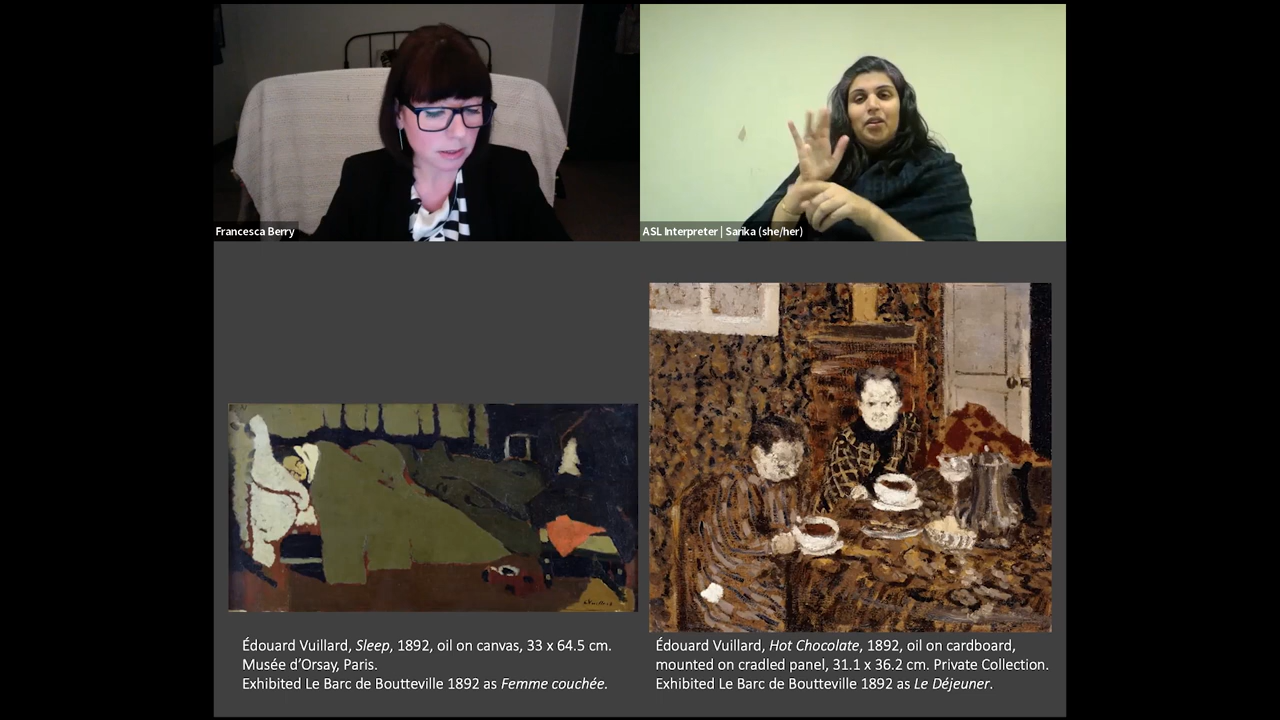 Francesca Berry
ASL Interpreter | Sarika (she/her)
Édouard Vuillard, Sleep, 1892, oil on canvas, 33 x 64.5 cm.
Musée d’Orsay, Paris.
Exhibited Le Barc de Boutteville 1892 as Femme couchée.
Édouard Vuillard, Hot Chocolate, 1892, oil on cardboard,
mounted on cradled panel, 31.1 x 36.2 cm. Private Collection.
Exhibited Le Barc de Boutteville 1892 as Le Déjeuner.